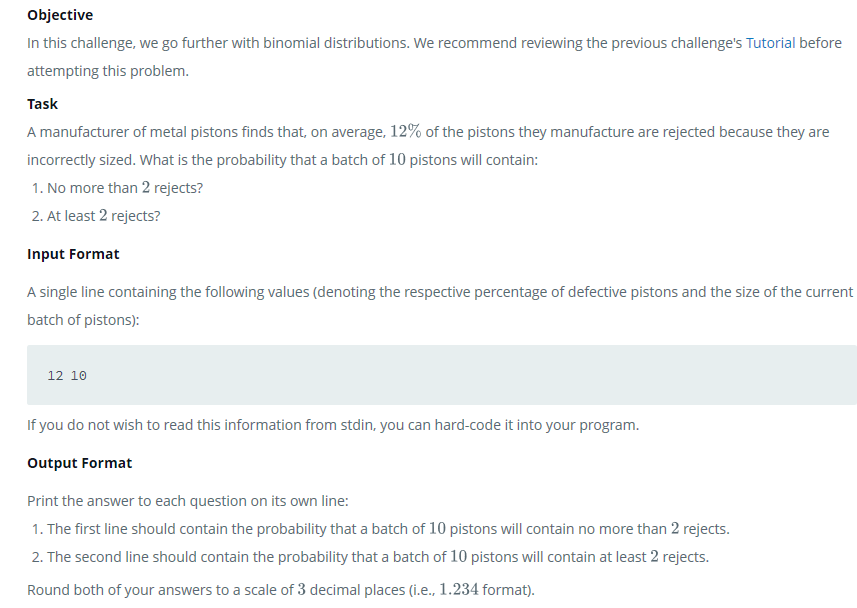 Objective
In this challenge, we go further with binomial distributions. We recommend reviewing the previous challenge's Tutorial before
attempting this problem.
Task
A manufacturer of metal pistons finds that, on average, 12% of the pistons they manufacture are rejected because they are
incorrectly sized. What is the probability that a batch of 10 pistons will contain:
1. No more than 2 rejects?
2. At least 2 rejects?
Input Format
A single line containing the following values (denoting the respective percentage of defective pistons and the size of the current
batch of pistons):
12 10
If you do not wish to read this information from stdin, you can hard-code it into your program.
Output Format
Print the answer to each question on its own line:
1. The first line should contain the probability that a batch of 10 pistons will contain no more than 2 rejects.
2. The second line should contain the probability that a batch of 10 pistons will contain at least 2 rejects.
Round both of your answers to a scale of 3 decimal places (i.e., 1.234 format).